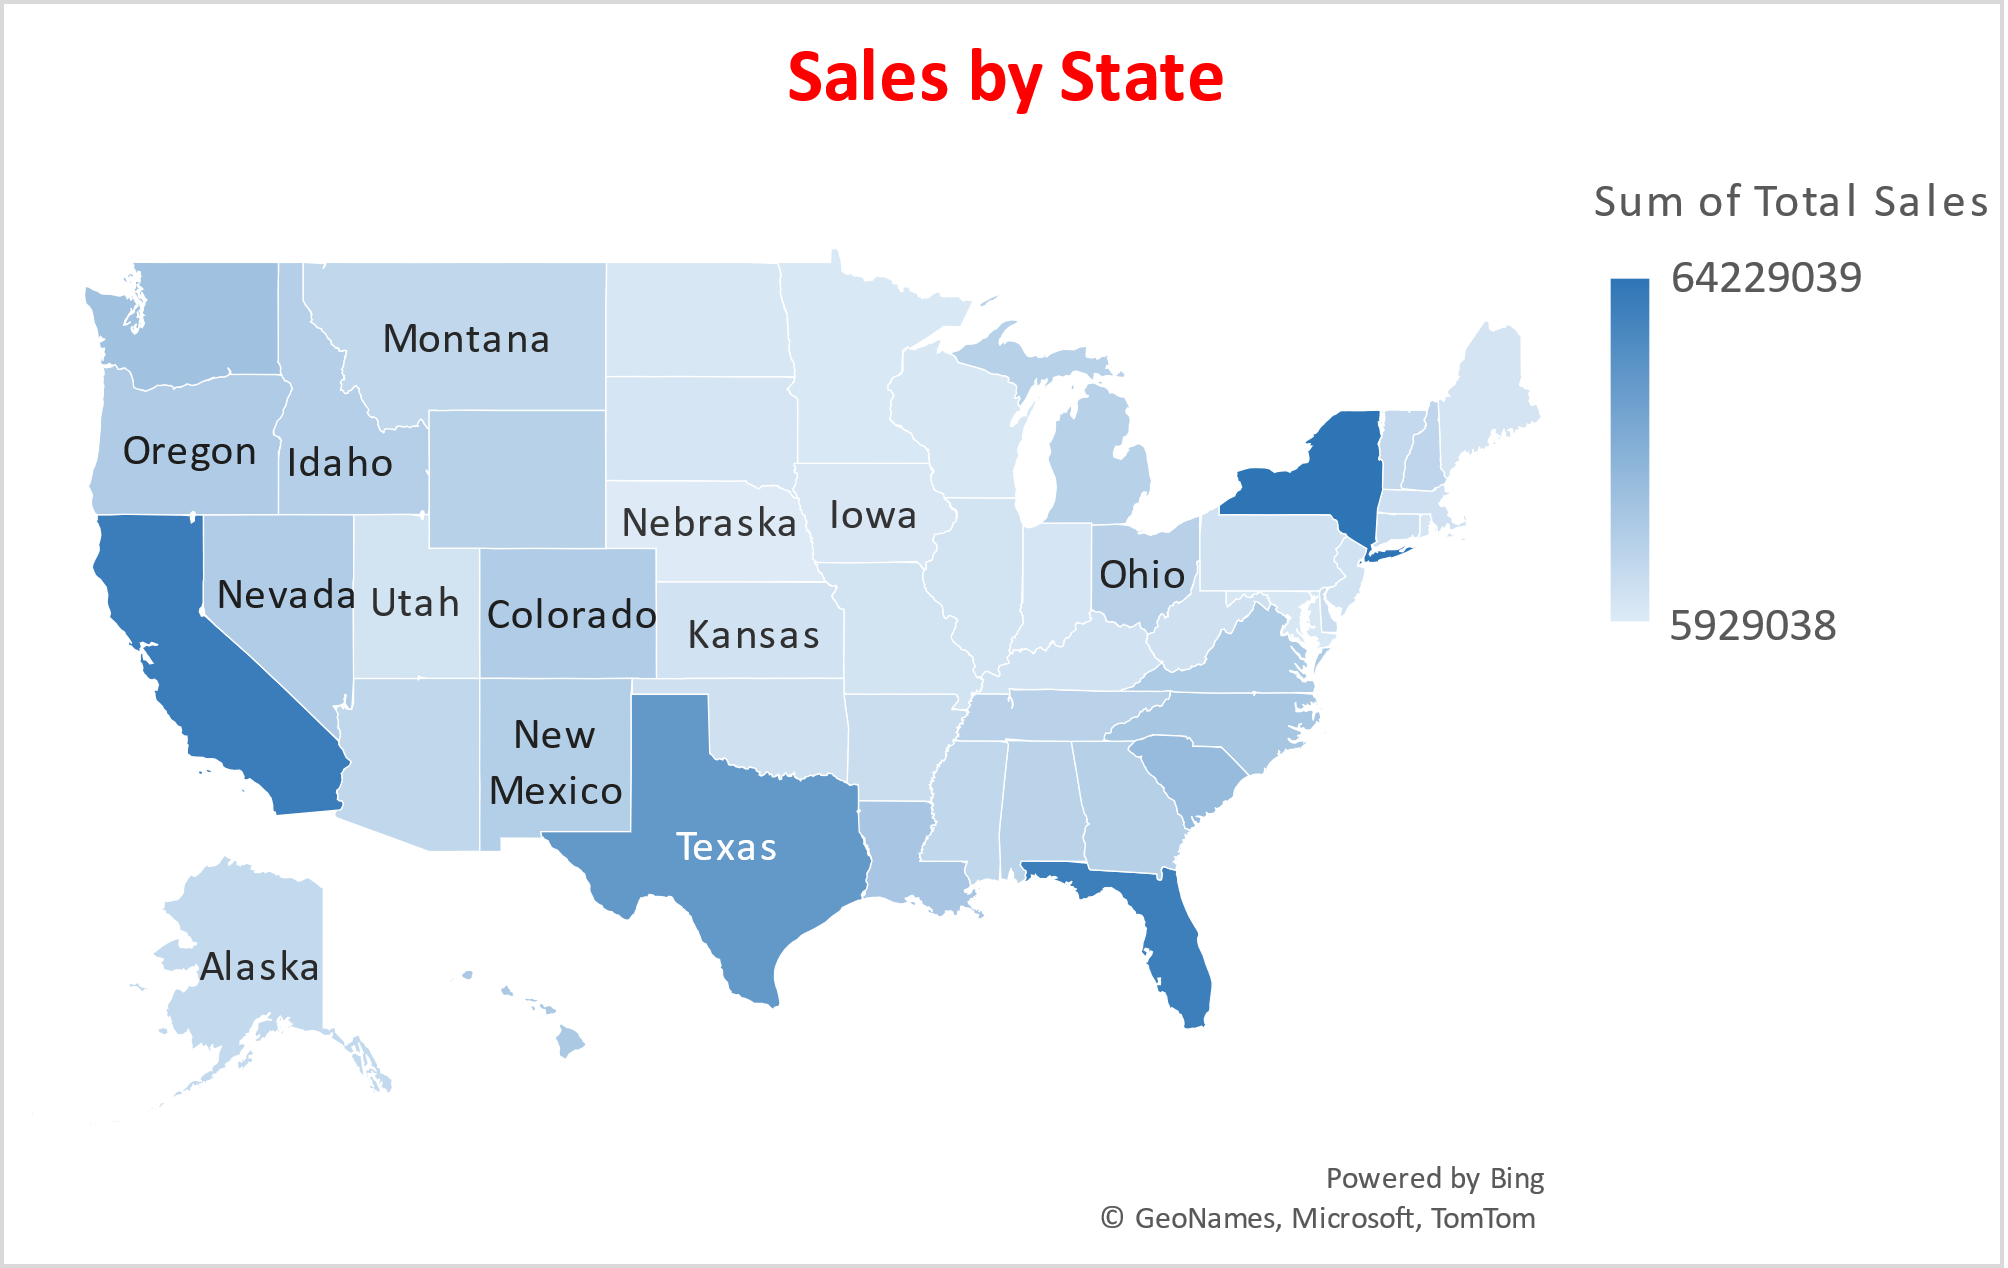 Sales by State
Sum of Total Sales
64229039
5929038
Montana
Oregon
Idaho
Nebraska
Iowa
Nevada
Utah
Colorado
Kansas
Ohio
New
Mexico
Texas
Alaska
Powered by Bing
© GeoNames, Microsoft, TomTom